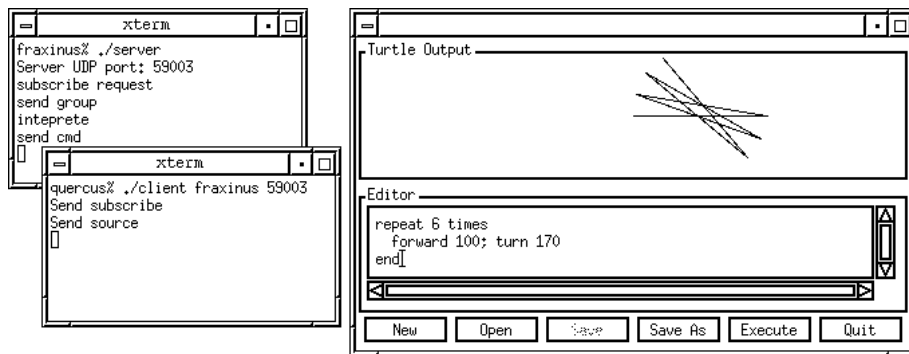 xterm
fraxinus% ./server
Server UDP port: 59003
subscribe request
send group
inteprete
send cmd
xterm
quercus% ./client fraxinus 59003
Send subscribe
Send source
Turtle Output
Editor
repeat 6 times
forward 100; turn 170
end
New Open Save Save As Execute Quit